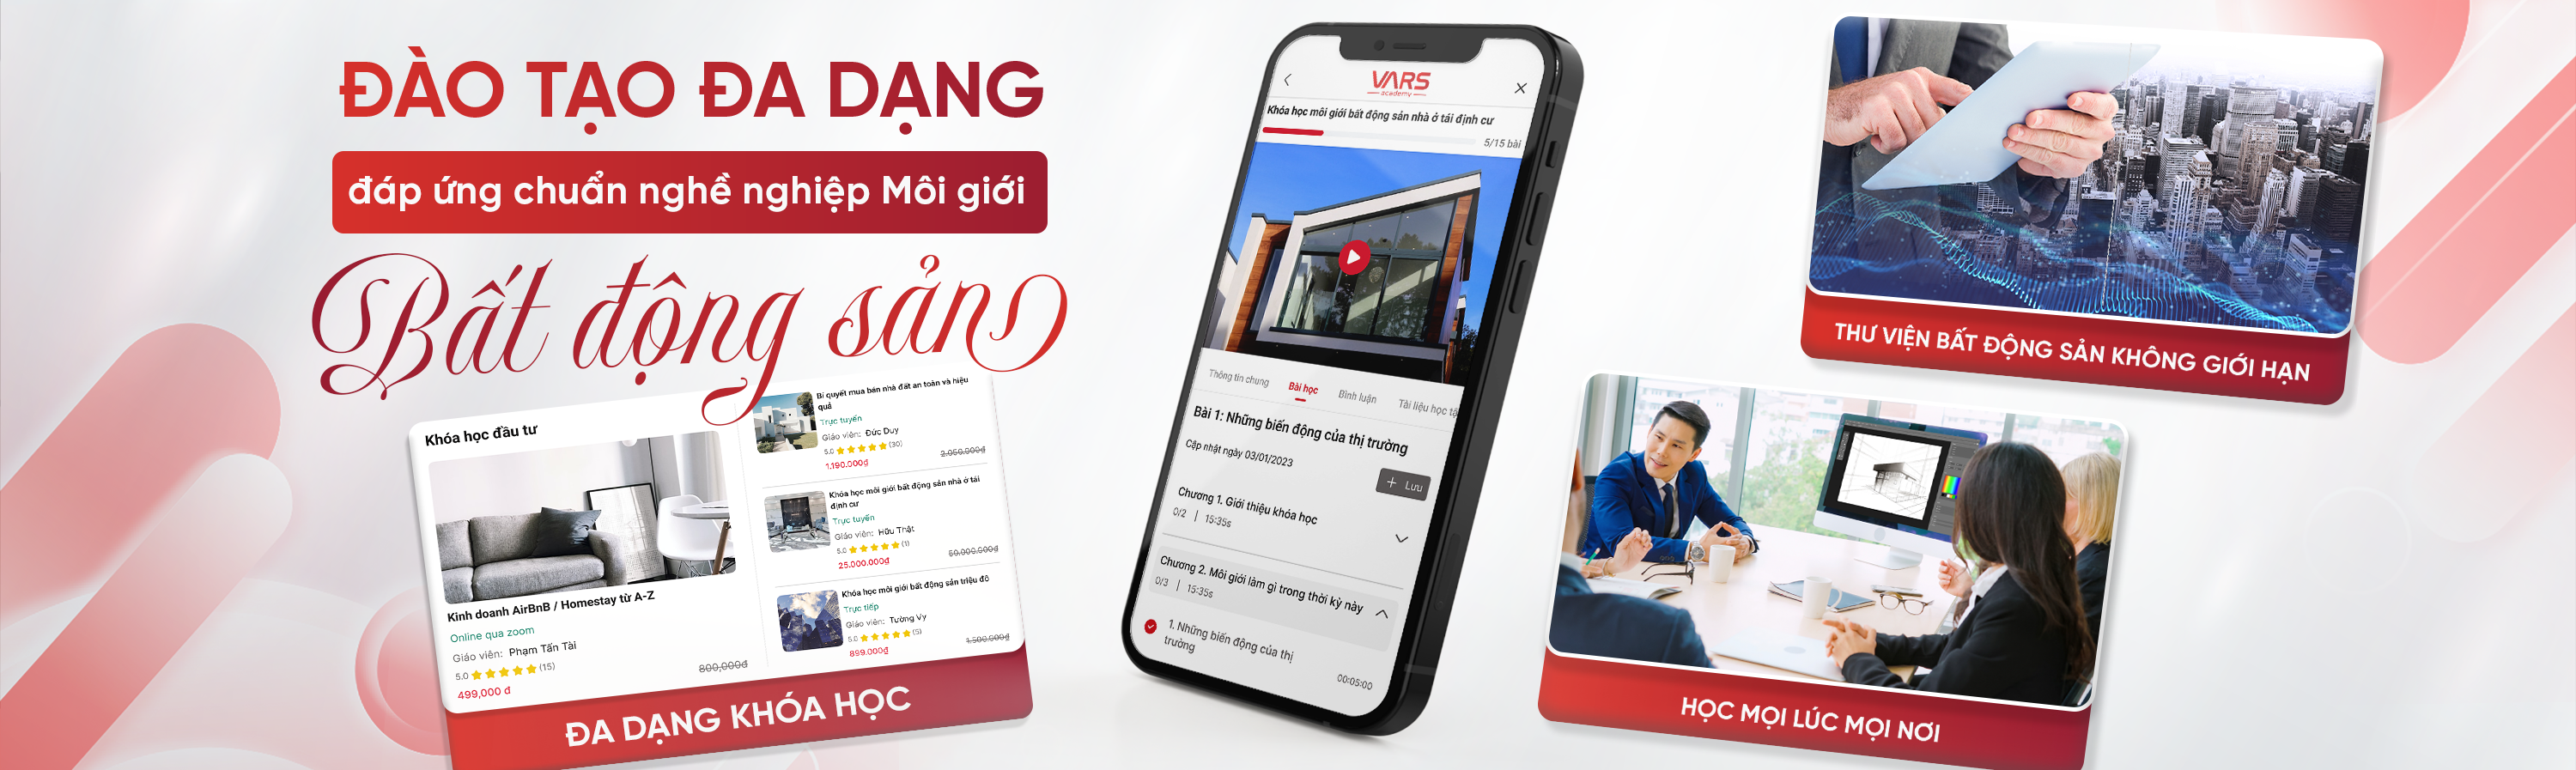 ĐÀO TẠO ĐA DẠNG
đáp ứng chuẩn nghề nghiệp Môi giới
Bất động sản
Khóa học đầu tư
Kinh doanh AirBnB / Homestay từ A-Z
Online qua zoom
Giáo viên: Phạm Tấn Tài
5.0 (15)
800,000đ
499,000 đ
Bí quyết mua bán nhà đất an toàn và hiệu
quả
Trực tuyến
Giáo viên: Đức Duy
5.0 (30)
2.050.000₫
1.190.000₫
Khóa học môi giới bất động sản nhà ở tái
định cư
Trực tuyến
Giáo viên: Hữu Thật
5.0 (1)
50.000.000₫
25.000.000₫
Khóa học môi giới bất động sản triệu đô
Trực tiếp
Giáo viên: Tường Vy
5.0 (5)
1.500.000₫
899.000₫
ĐA DẠNG KHÓA HỌC
VARS
academy
Khóa học môi giới bất động sản nhà ở tái định cư
5/15 bài
Thông tin chung
Bài học
Bình luận
Tài liệu học tậ
Bài 1: Những biến động của thị trường
Cập nhật ngày 03/01/2023
+ Lưu
Chương 1. Giới thiệu khóa học
0/2 | 15:35s
Chương 2. Môi giới làm gì trong thời kỳ này
0/3 | 15:35s
1. Những biến động của thị
trường
00:05:00
THƯ VIỆN BẤT ĐỘNG SẢN KHÔNG GIỚI HẠN
HỌC MỌI LÚC MỌI NƠI